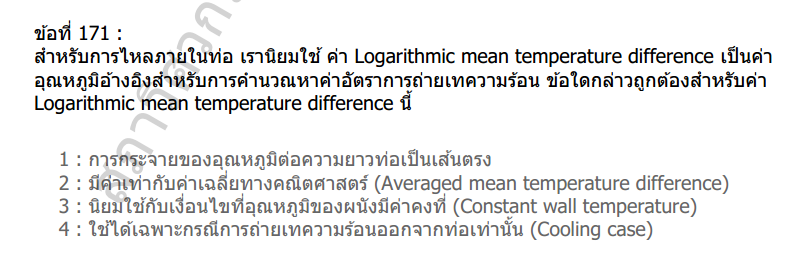 ข้อที่ 171 :
สำหรับการไหลภายในท่อ เรานิยมใช้ ค่า Logarithmic mean temperature difference เป็นค่า
อุณหภูมิอ้างอิงสำหรับการคำนวณหาค่าอัตราการถ่ายเทความร้อน ข้อใดกล่าวถูกต้องสำหรับค่า
Logarithmic mean temperature difference นี้
1 : การกระจายของอุณหภูมิต่อความยาวท่อเป็นเส้นตรง
2 : มีค่าเท่ากับค่าเฉลี่ยทางคณิตศาสตร์ (Averaged mean temperature difference)
3 : นิยมใช้กับเงื่อนไขที่อุณหภูมิของผนังมีค่าคงที่ (Constant wall temperature)
4 : ใช้ได้เฉพาะกรณีการถ่ายเทความร้อนออกจากท่อเท่านั้น (Cooling case)